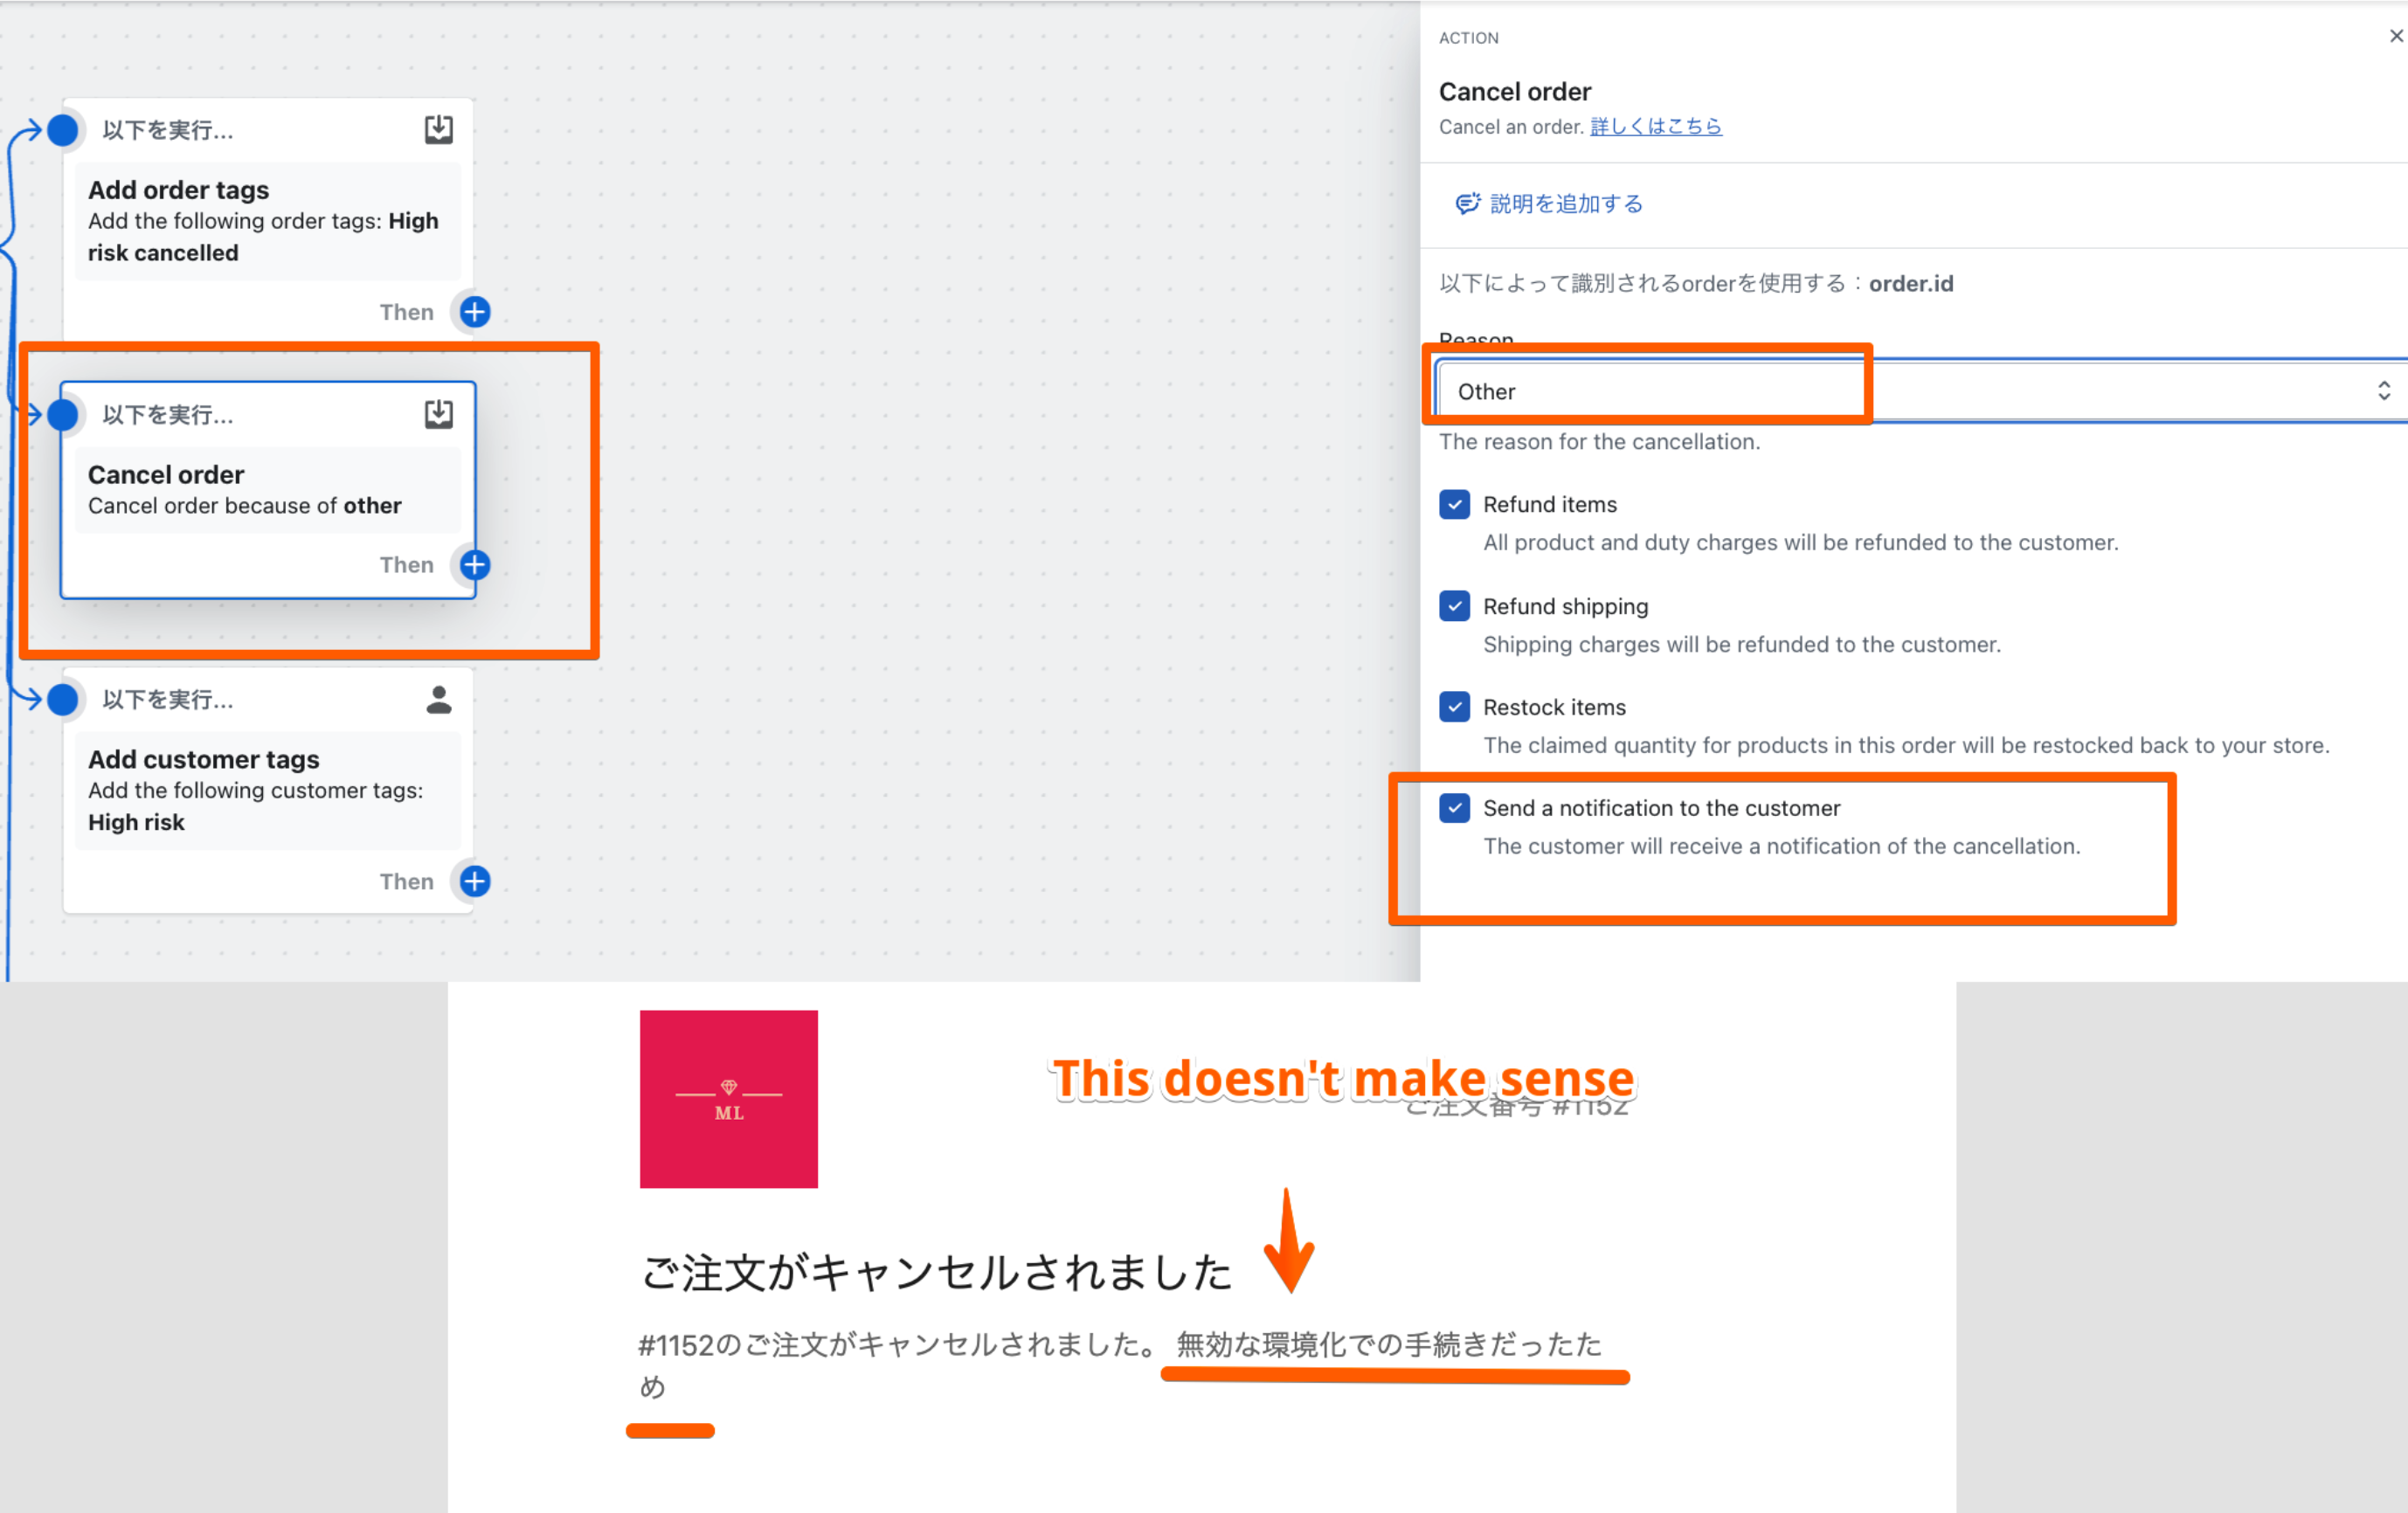 以下を実行...
Add order tags
Add the following order tags: High
risk cancelled
Then
以下を実行...
Cancel order
Cancel order because of other
Then
以下を実行...
Add customer tags
Add the following customer tags:
High risk
Then
ACTION
Cancel order
Cancel an order. 詳しくはこちら
説明を追加する
以下によって識別されるorderを使用する：order.id
Reason
Other
The reason for the cancellation.
Refund items
All product and duty charges will be refunded to the customer.
Refund shipping
Shipping charges will be refunded to the customer.
Restock items
The claimed quantity for products in this order will be restocked back to your store.
Send a notification to the customer
The customer will receive a notification of the cancellation.
ML
This doesn't make sense
ご注文番号 #1152
ご注文がキャンセルされました
#1152のご注文がキャンセルされました。 無効な環境化での手続きだったた
め